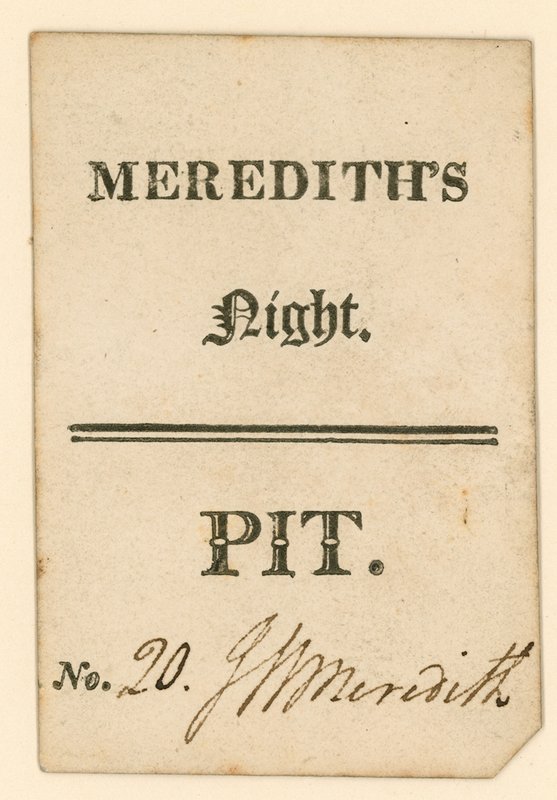 MEREDITH'S
Night.
PIT.
No. 20. J W Meredith